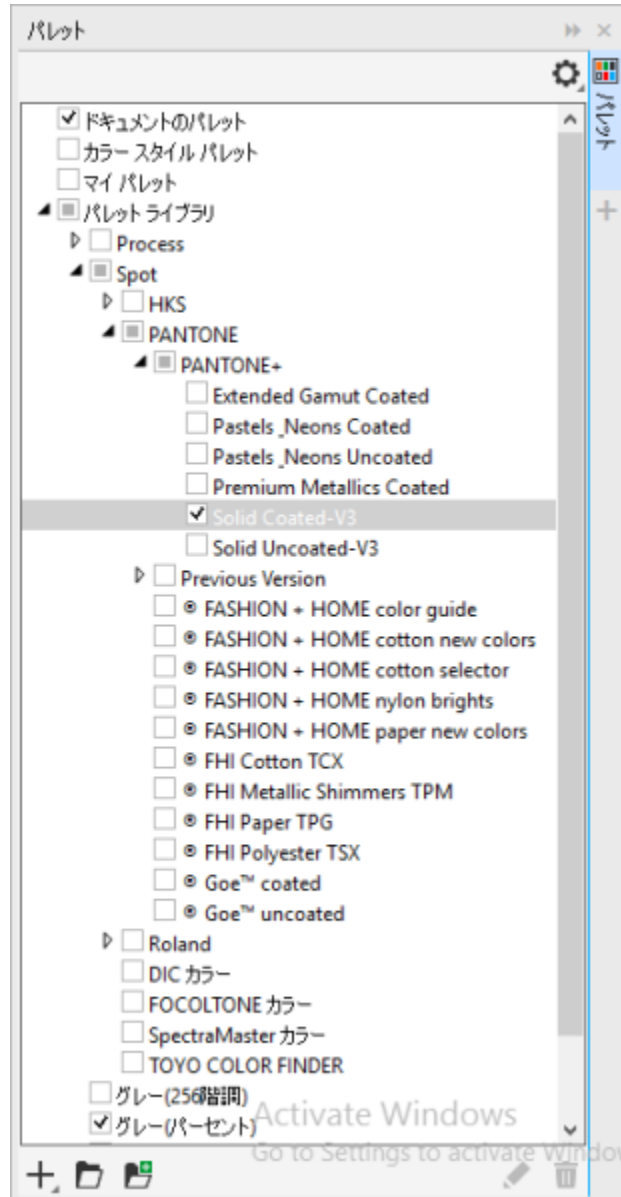 パレット
パレット
ドキュメントのパレット
カラー スタイル パレット
マイ パレット
パレット ライブラリ
Process
Spot
HKS
PANTONE
PANTONE+
Extended Gamut Coated
Pastels_Neons Coated
Pastels_Neons Uncoated
Premium Metallics Coated
Solid Coated-V3
Solid Uncoated-V3
Previous Version
FASHION + HOME color guide
FASHION + HOME cotton new colors
FASHION + HOME cotton selector
FASHION + HOME nylon brights
FASHION + HOME paper new colors
FHI Cotton TCX
FHI Metallic Shimmers TPM
FHI Paper TPG
FHI Polyester TSX
Goe™ coated
Goe™ uncoated
Roland
DIC カラー
FOCOLTONE カラー
SpectraMaster カラー
TOYO COLOR FINDER
グレー(256階調)
グレー(パーセント)
Activate Windows
Go to Settings to activate Window